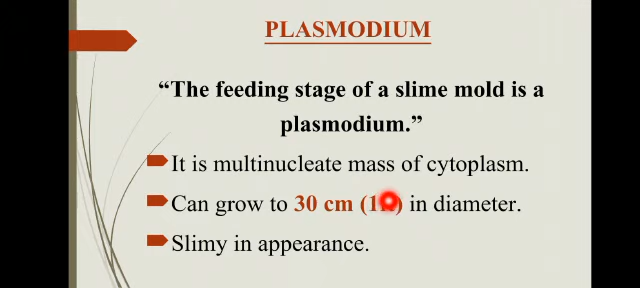 PLASMODIUM
“The feeding stage of a slime mold is a
plasmodium.”
It is multinucleate mass of cytoplasm.
Can grow to 30 cm in diameter.
Slimy in appearance.